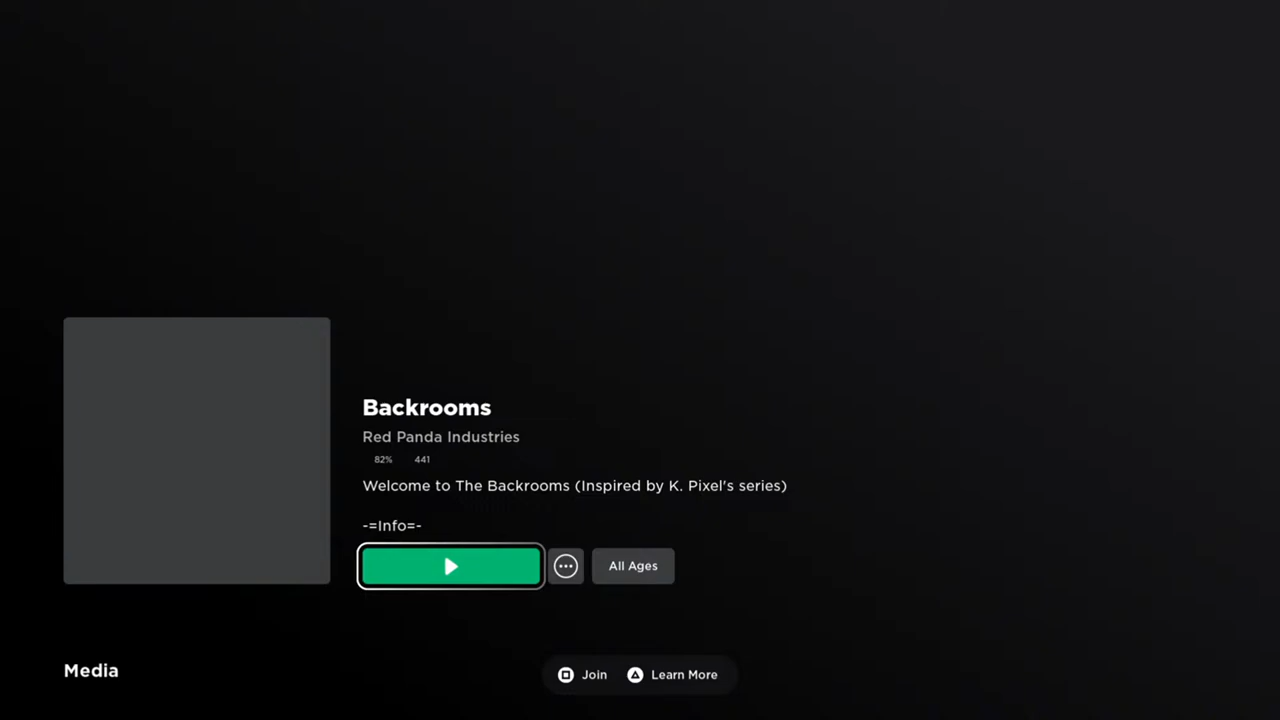 Backrooms
Red Panda Industries
82% 441
Welcome to The Backrooms (Inspired by K. Pixel's series)
-=Info=-
All Ages
Media
Join Learn More